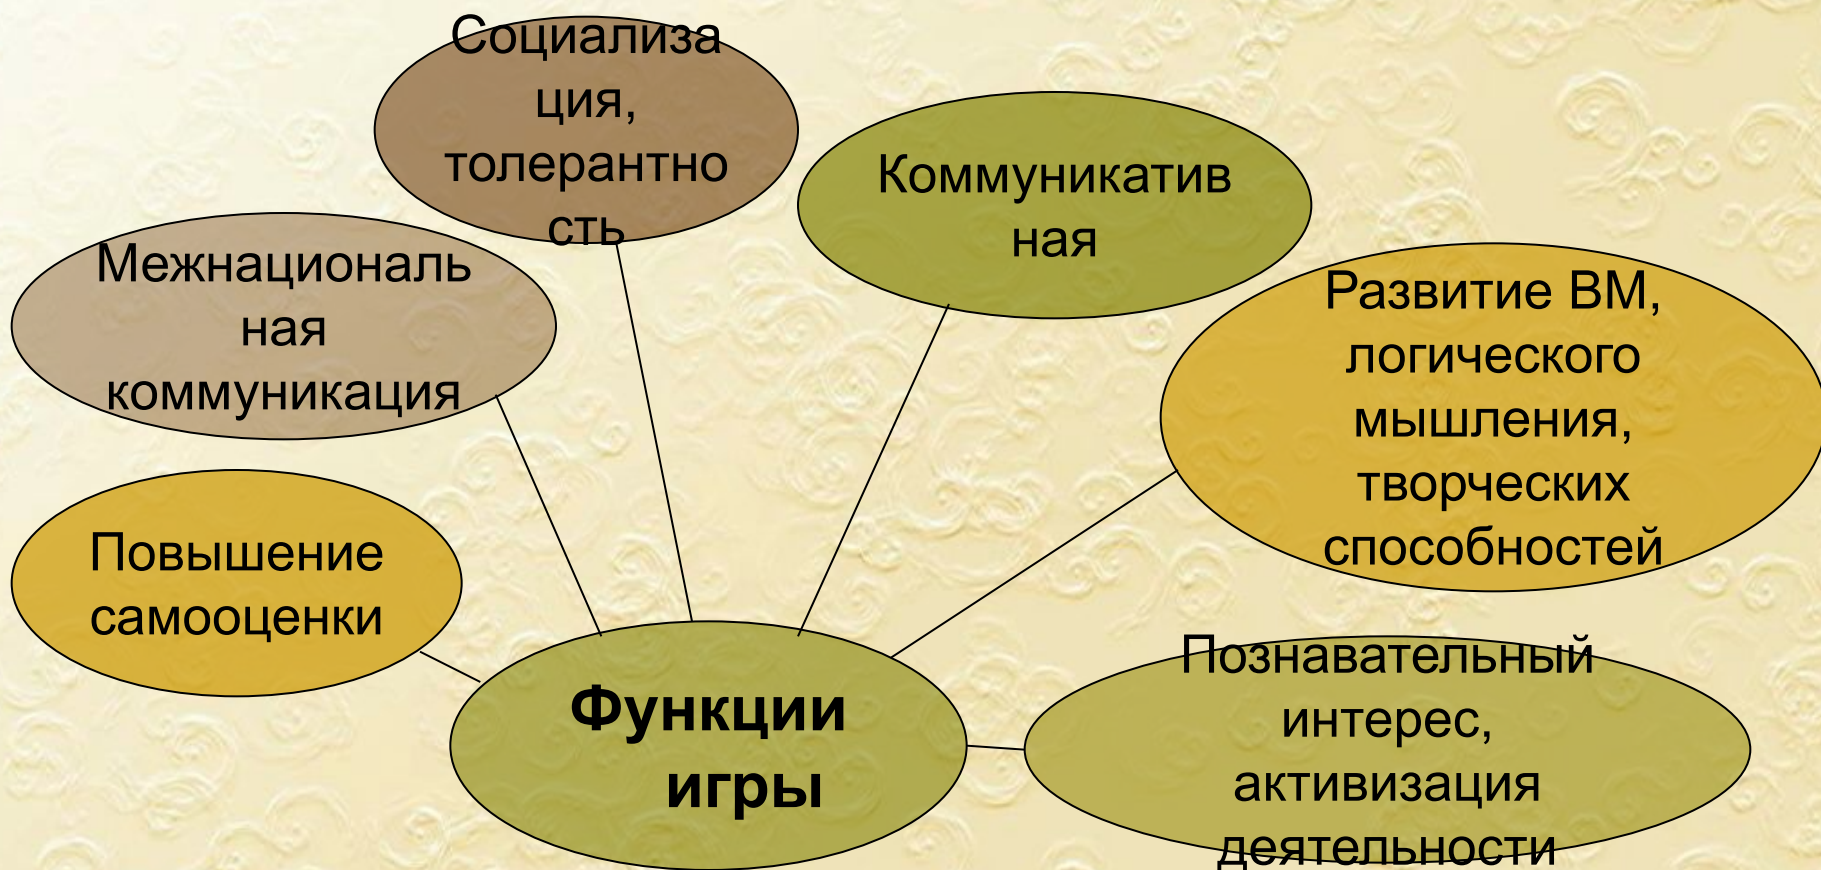 Социализа
ция,
толерантно
сть
Коммуникатив
ная
Межнациональ
ная
коммуникация
Развитие ВМ,
логического
мышления,
творческих
способностей
Повышение
самооценки
Функции
игры
Познавательный
интерес,
активизация
деятельности